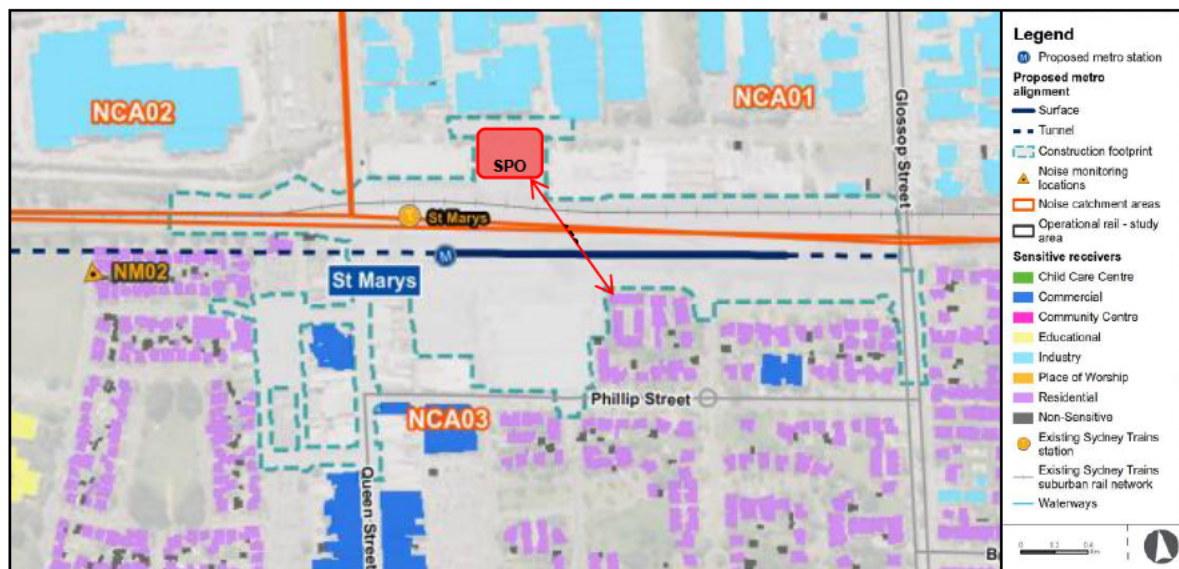 NCA02
NCA01
SPO
Glossop Street
St Marys
M
NM02
St Marys
Phillip Street
NCA03
Queen Street
Legend
M Proposed metro station
Proposed metro
alignment
Surface
Tunnel
Construction footprint
Noise monitoring
locations
Noise catchment areas
Operational rail - study
area
Sensitive receivers
Child Care Centre
Commercial
Community Centre
Educational
Industry
Place of Worship
Residential
Non-Sensitive
Existing Sydney Trains
station
Existing Sydney Trains
suburban rail network
Waterways